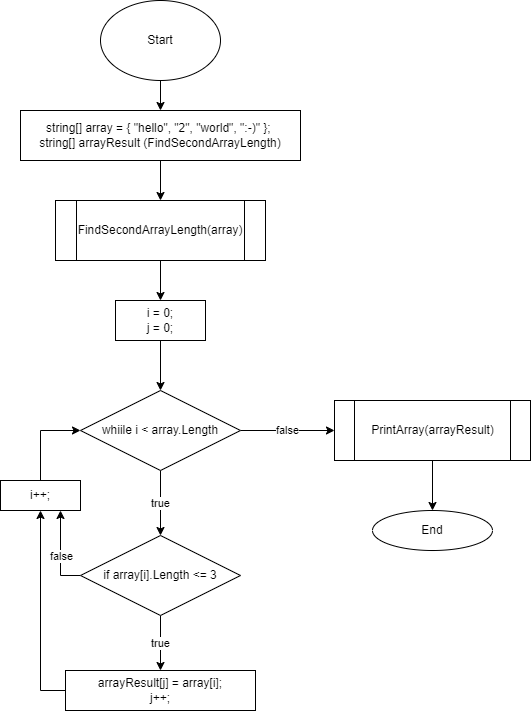 Start
string[] array = { "hello", "2", "world", ":-)" };
string[] arrayResult (FindSecondArrayLength)
FindSecondArrayLength(array)
i = 0;
j = 0;
whiile i < array.Length
false
PrintArray(arrayResult)
i++;
true
End
false
if array[i].Length <= 3
true
arrayResult[j] = array[i];
j++;